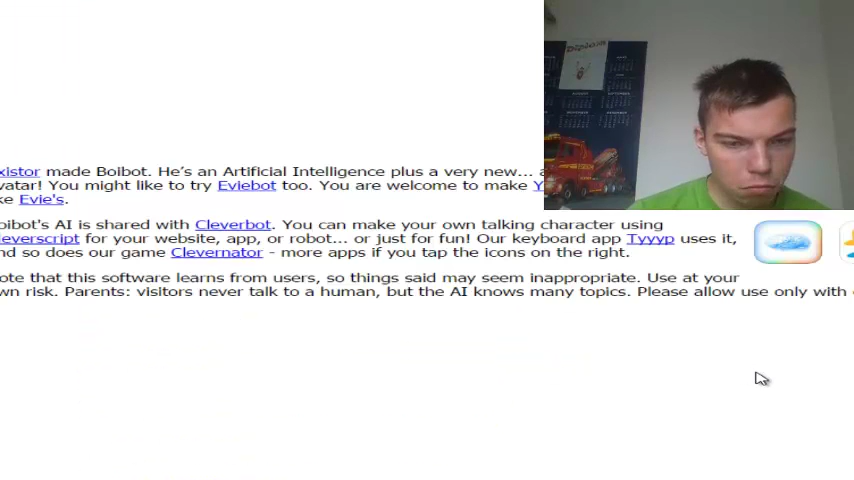 xistor made Boibot. He's an Artificial Intelligence plus a very new...
vatar! You might like to try Eviebot too. You are welcome to make
ke Evie's.
oibot's AI is shared with Cleverbot. You can make your own talking character using
leverscript for your website, app, or robot... or just for fun! Our keyboard app Tyyyp uses it,
nd so does our game Clevernator - more apps if you tap the icons on the right.
ote that this software learns from users, so things said may seem inappropriate. Use at your
wn risk. Parents: visitors never talk to a human, but the AI knows many topics. Please allow use only with